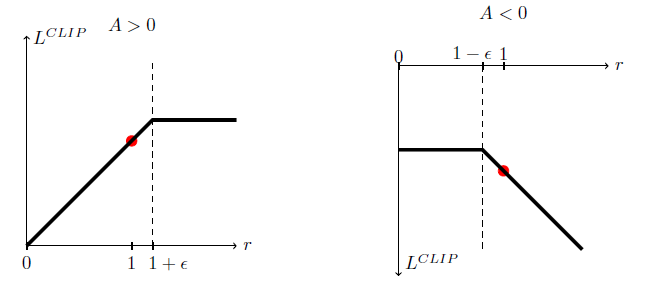 L^{CLIP} A > 0
0 1 1 + ϵ r
A < 0
0 1 − ϵ 1 r
L^{CLIP}